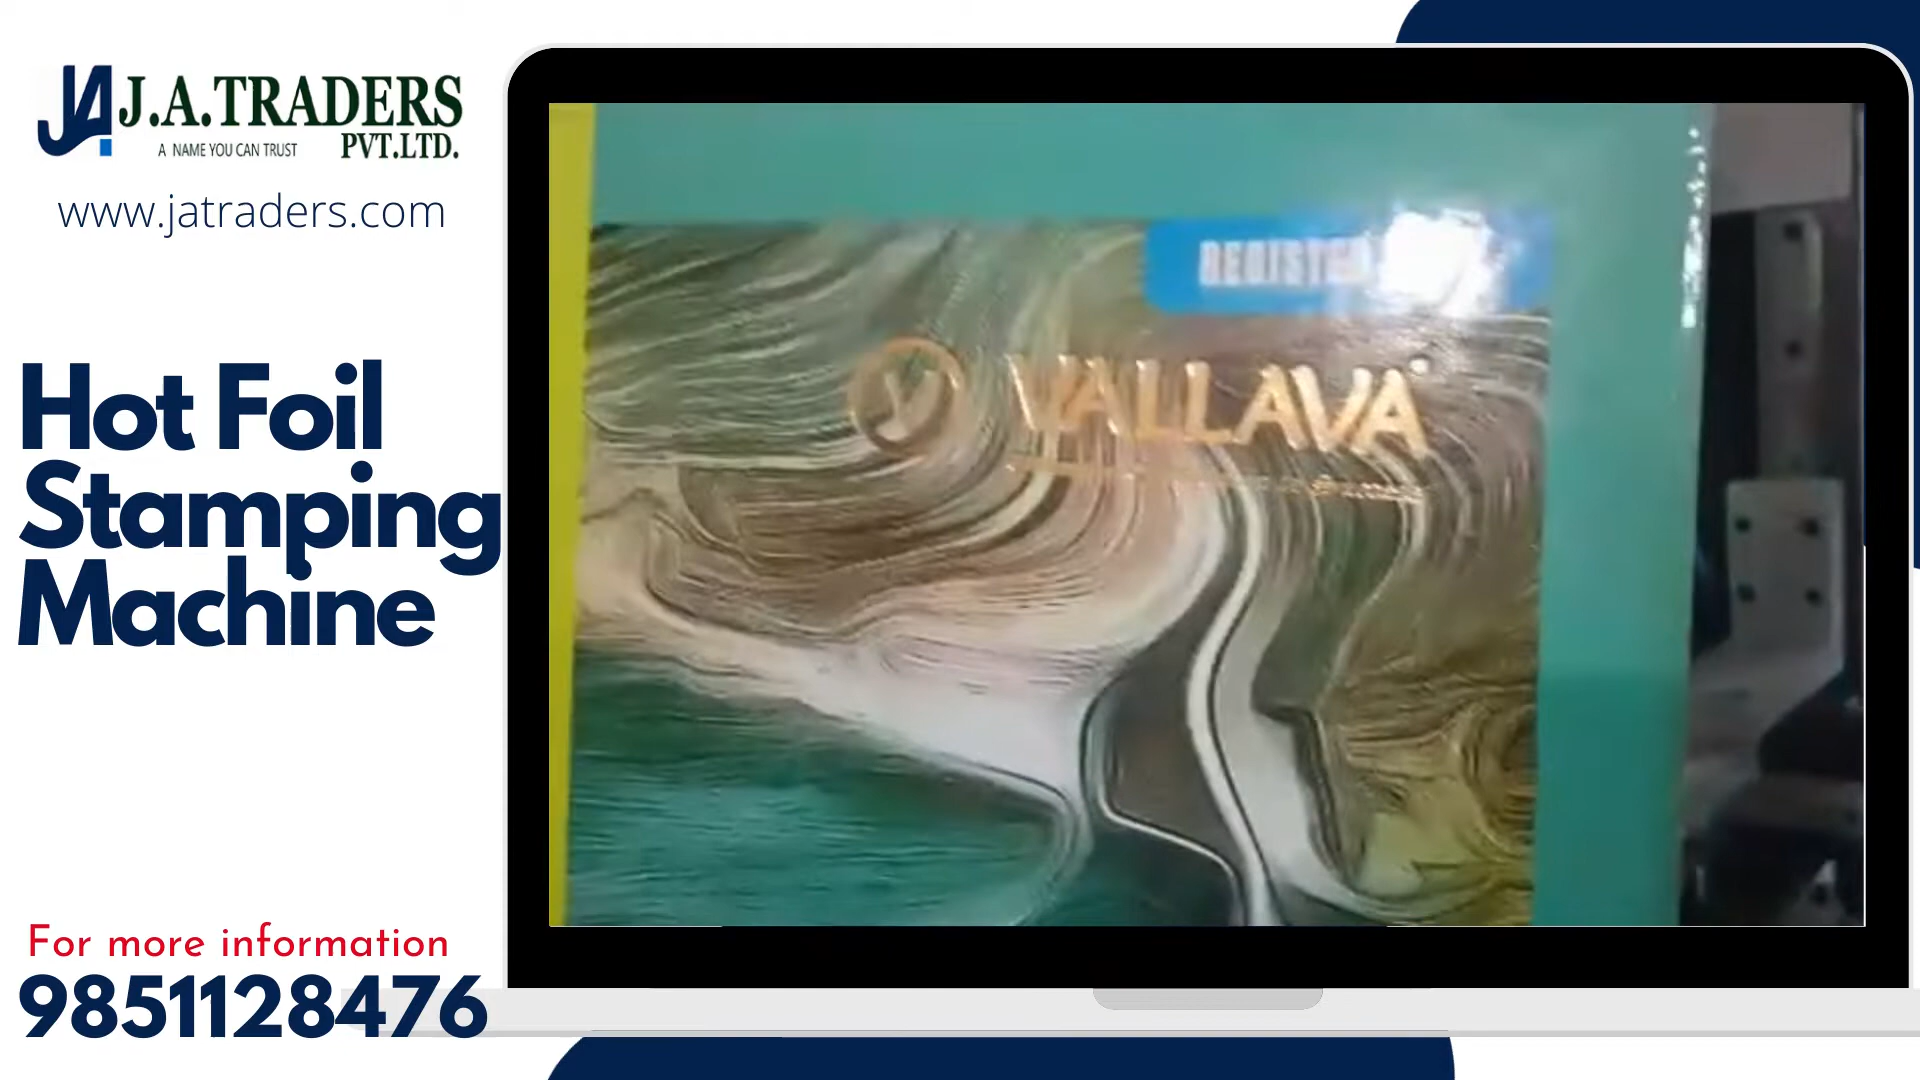 JA J.A.TRADERS
PVT.LTD.
A NAME YOU CAN TRUST
www.jatraders.com
Hot Foil
Stamping
Machine
For more information
9851128476
VALLAVA